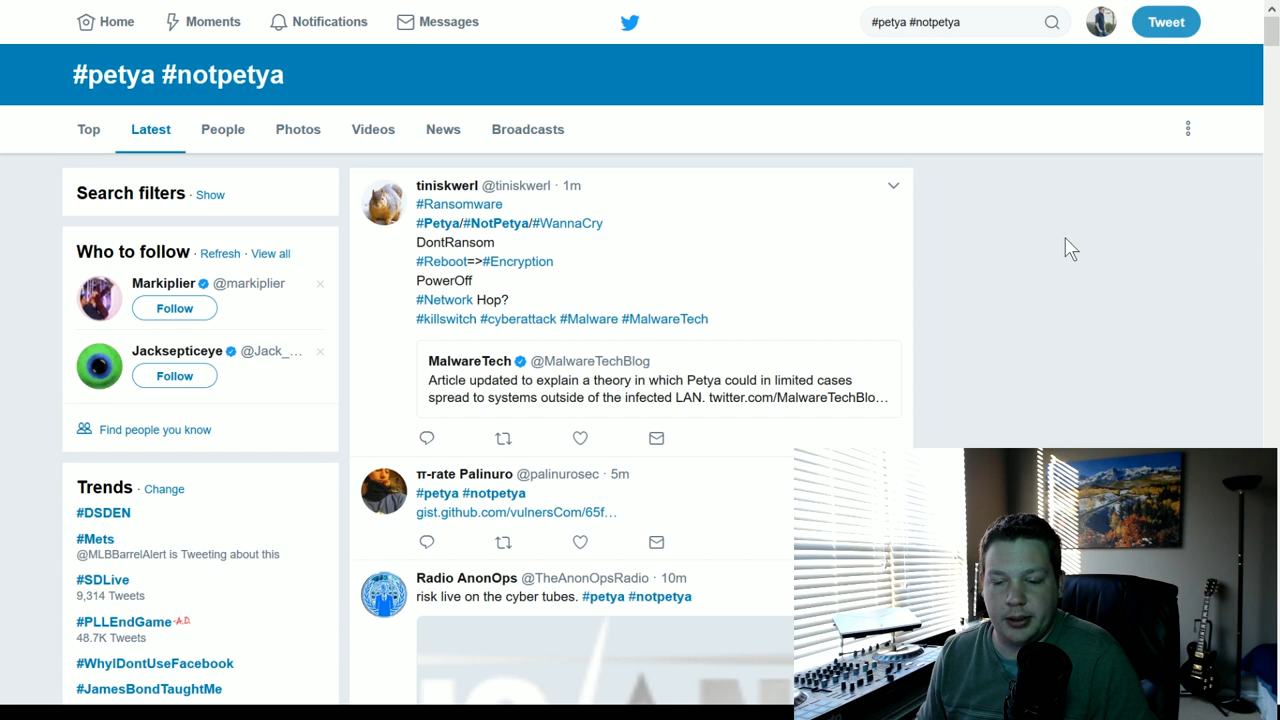 Home
Moments
Notifications
Messages
#petya #notpetya
Tweet
#petya #notpetya
Top
Latest
People
Photos
Videos
News
Broadcasts
Search filters · Show
Who to follow · Refresh · View all
Markiplier @markiplier
Follow
Jacksepticeye @Jack_...
Follow
Find people you know
Trends · Change
#DSDEN
#Mets
@MLBBarrelAlert is Tweeting about this
#SDLive
9,314 Tweets
#PLLEndGame
48.7K Tweets
#WhyIDontUseFacebook
#JamesBondTaughtMe
tiniskwerl @tiniskwerl · 1m
#Ransomware
#Petya/#NotPetya/#WannaCry
DontRansom
#Reboot=>#Encryption
PowerOff
#Network Hop?
#killswitch #cyberattack #Malware #MalwareTech
MalwareTech @MalwareTechBlog
Article updated to explain a theory in which Petya could in limited cases
spread to systems outside of the infected LAN. twitter.com/MalwareTechBlo...
π-rate Palinuro @palinurosec · 5m
#petya #notpetya
gist.github.com/vulnersCom/65f...
Radio AnonOps @TheAnonOpsRadio · 10m
risk live on the cyber tubes. #petya #notpetya